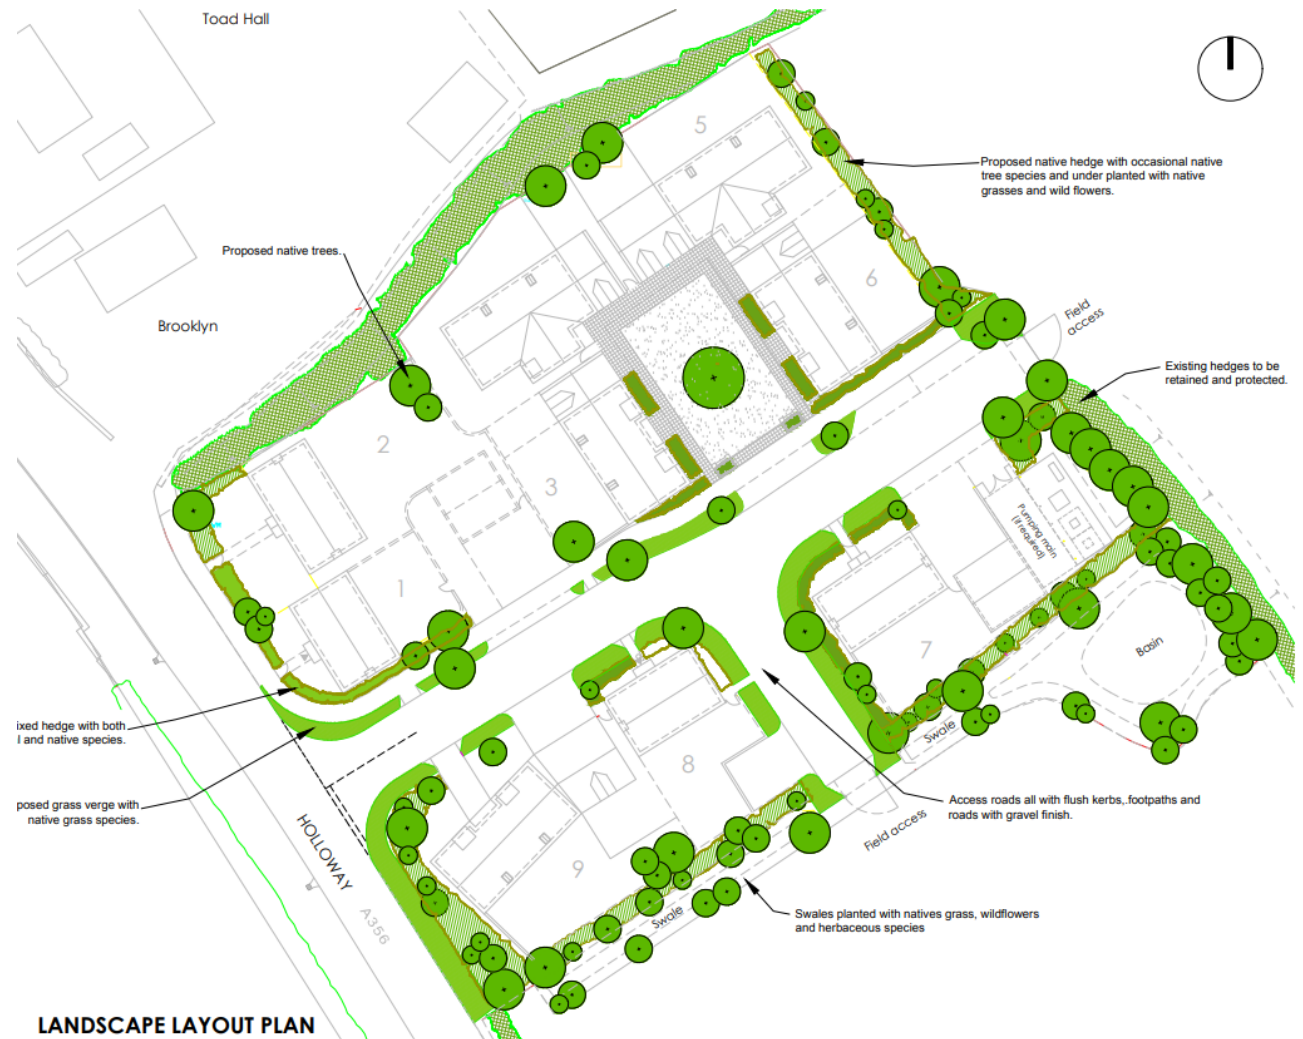 Toad Hall
5
Proposed native hedge with occasional native
tree species and under planted with native
grasses and wild flowers.
Proposed native trees.
6
Field
access
Brooklyn
Existing hedges to be
retained and protected.
2
3
Pumping main
(if required)
1
7
Basin
ixed hedge with both
l and native species.
Swale
8
posed grass verge with
native grass species.
Access roads all with flush kerbs,.footpaths and
roads with gravel finish.
Field access
HOLLOWAY
9
A356
Swale
Swales planted with natives grass, wildflowers
and herbaceous species
LANDSCAPE LAYOUT PLAN